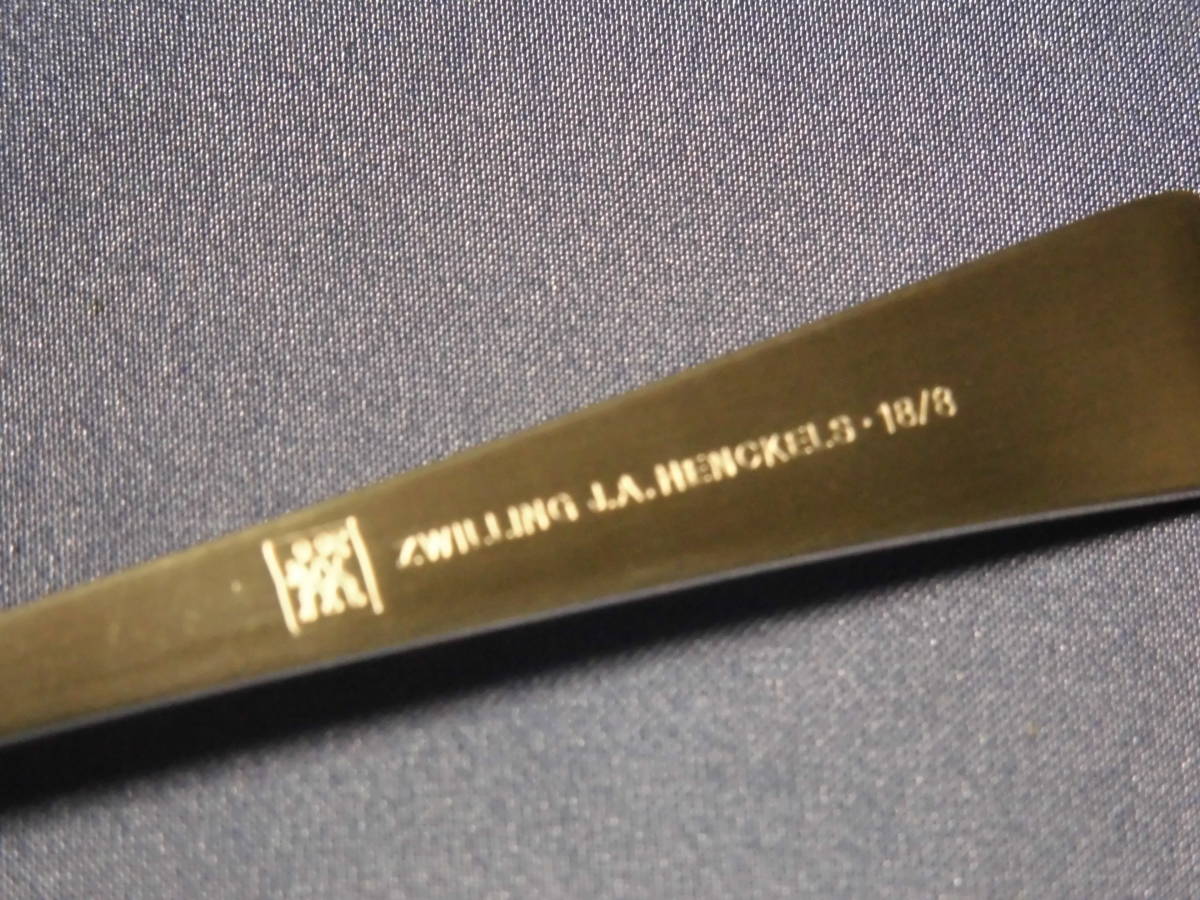 ZWILLING J.A. HENCKELS · 18/8